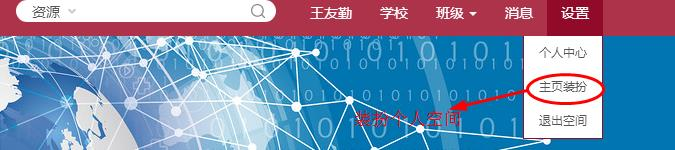 资源 王友勤 学校 班级 消息 设置
个人中心
主页装扮
装扮个人空间
退出空间